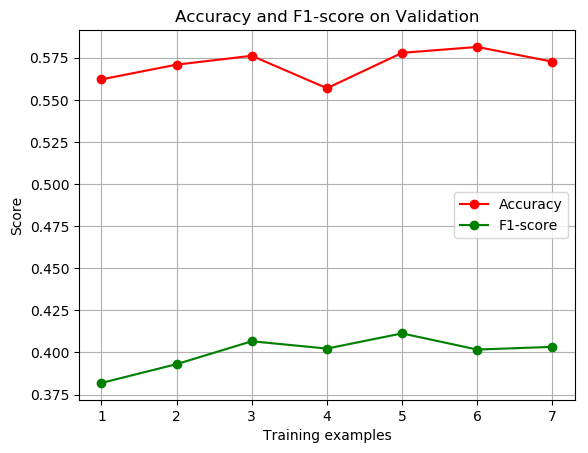 Accuracy and F1-score on Validation
0.575
0.550
0.525
0.500
0.475
0.450
0.425
0.400
0.375
Score
Accuracy
F1-score
1 2 3 4 5 6 7
Training examples